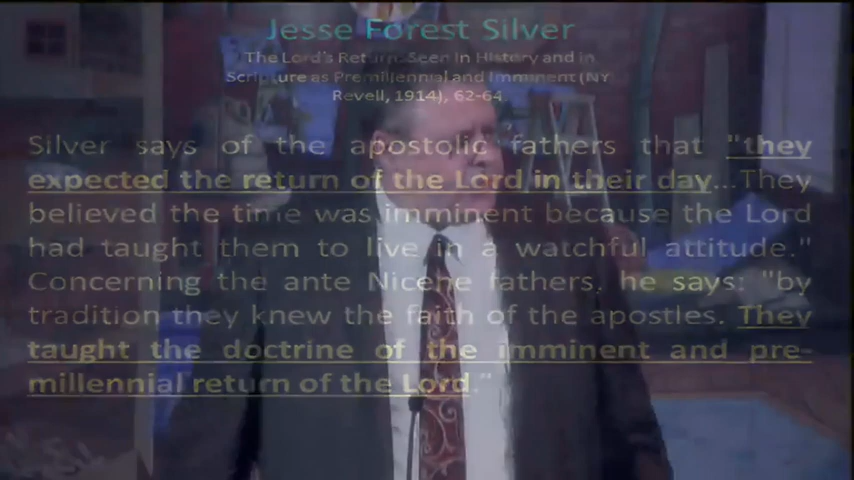 Jesse Forest Silver
The Lord's Return: Seen In History and in
Scripture as Premillennial and Imminent (NY
Revell, 1914), 62-64
Silver says of the apostolic fathers that "they
expected the return of the Lord in their day...They
believed the time was imminent because the Lord
had taught them to live in a watchful attitude."
Concerning the ante Nicene fathers, he says: "by
tradition they knew the faith of the apostles. They
taught the doctrine of the imminent and pre-
millennial return of the Lord."